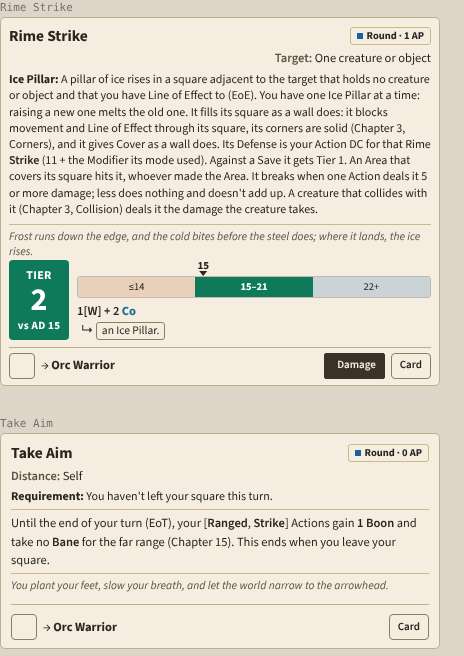 Rime Strike
Rime Strike
Round · 1 AP
Target: One creature or object
Ice Pillar: A pillar of ice rises in a square adjacent to the target that holds no creature
or object and that you have Line of Effect to (EoE). You have one Ice Pillar at a time:
raising a new one melts the old one. It fills its square as a wall does: it blocks
movement and Line of Effect through its square, its corners are solid (Chapter 3,
Corners), and it gives Cover as a wall does. Its Defense is your Action DC for that Rime
Strike (11 + the Modifier its mode used). Against a Save it gets Tier 1. An Area that
covers its square hits it, whoever made the Area. It breaks when one Action deals it 5
or more damage; less does nothing and doesn't add up. A creature that collides with
it (Chapter 3, Collision) deals it the damage the creature takes.
Frost runs down the edge, and the cold bites before the steel does; where it lands, the ice
rises.
TIER
2
vs AD 15
15
≤14
15–21
22+
1[W] + 2 Co
↪ an Ice Pillar.
→ Orc Warrior
Damage
Card
Take Aim
Take Aim
Round · 0 AP
Distance: Self
Requirement: You haven't left your square this turn.
Until the end of your turn (EoT), your [Ranged, Strike] Actions gain 1 Boon and
take no Bane for the far range (Chapter 15). This ends when you leave your
square.
You plant your feet, slow your breath, and let the world narrow to the arrowhead.
→ Orc Warrior
Card